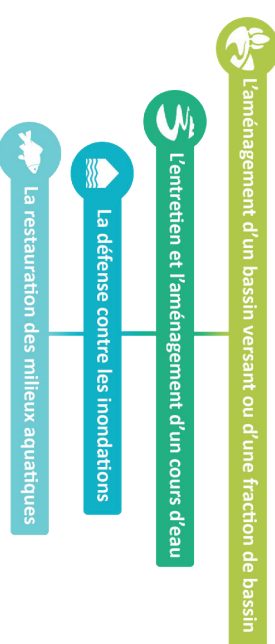 L'aménagement d'un bassin versant ou d'une fraction de bassin
L'entretien et l'aménagement d'un cours d'eau
La défense contre les inondations
La restauration des milieux aquatiques